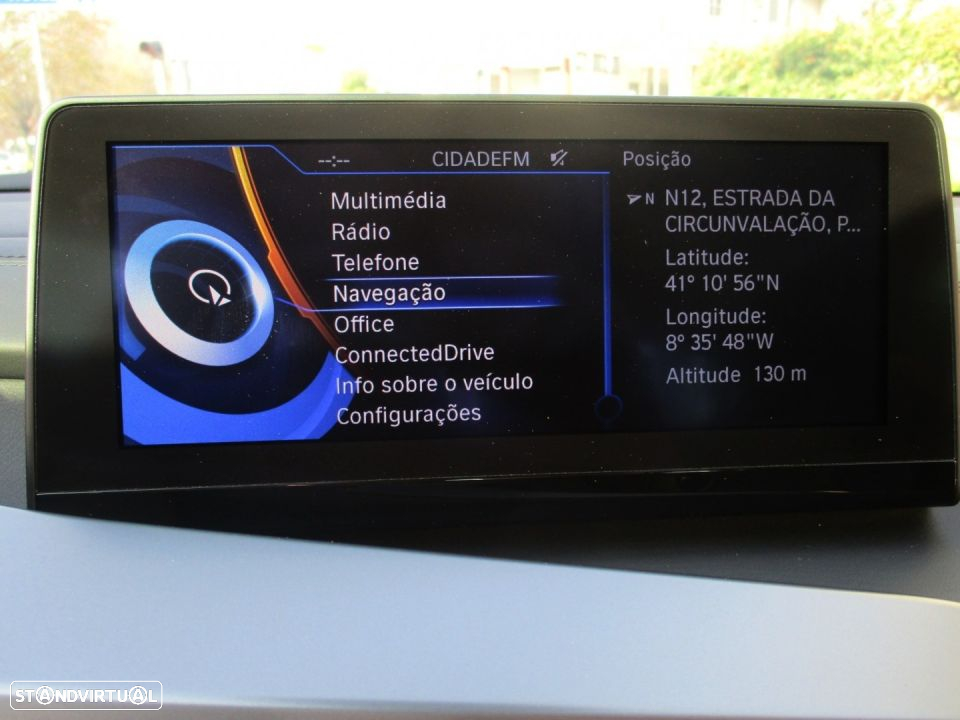 --:--
CIDADEFM
Posição
Multimédia
Rádio
Telefone
Navegação
Office
ConnectedDrive
Info sobre o veículo
Configurações
N N12, ESTRADA DA
CIRCUNVALAÇÃO, P...
Latitude:
41° 10' 56"N
Longitude:
8° 35' 48"W
Altitude 130 m
STANDVIRTUAL